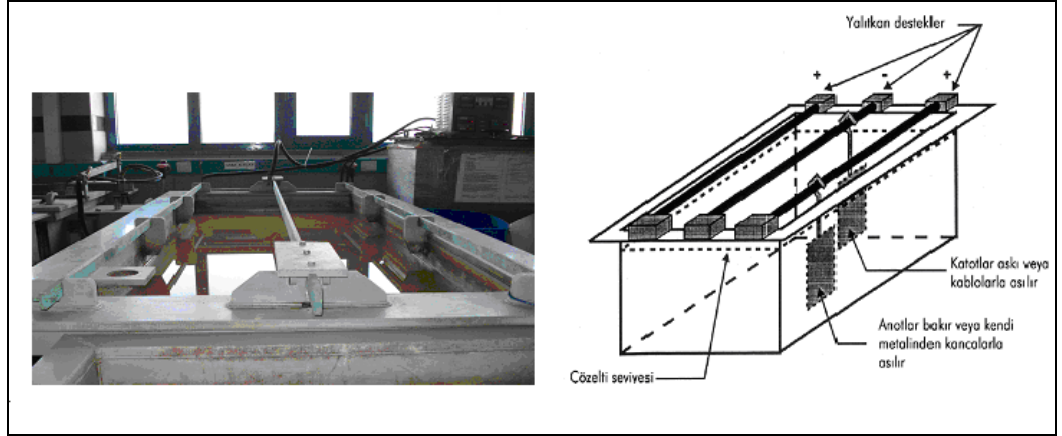 Yalıtkan destekler
+ - +
Katotlar askı veya
kablolarla asılır
Anotlar bakır veya kendi
metalinden kancalarla
asılır
Çözelti seviyesi